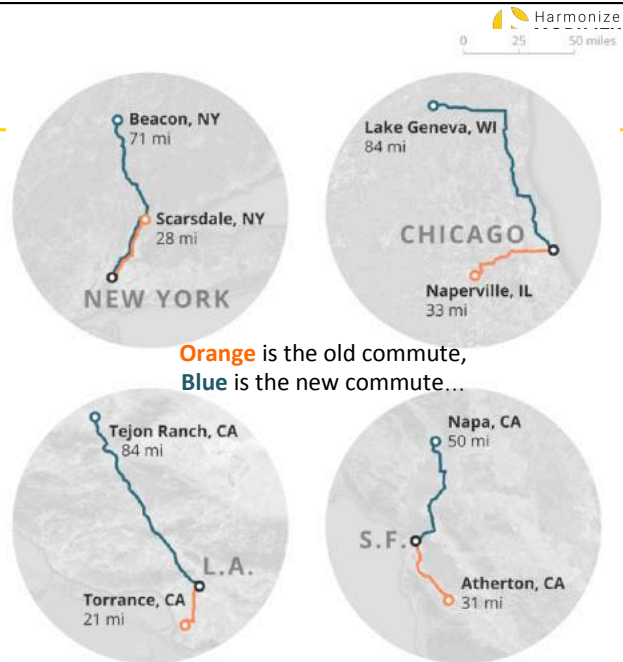 Harmonize
0 25 50 miles
Beacon, NY
71 mi
Scarsdale, NY
28 mi
NEW YORK
Lake Geneva, WI
84 mi
CHICAGO
Naperville, IL
33 mi
Orange is the old commute,
Blue is the new commute...
Tejon Ranch, CA
84 mi
L.A.
Torrance, CA
21 mi
Napa, CA
50 mi
S.F.
Atherton, CA
31 mi